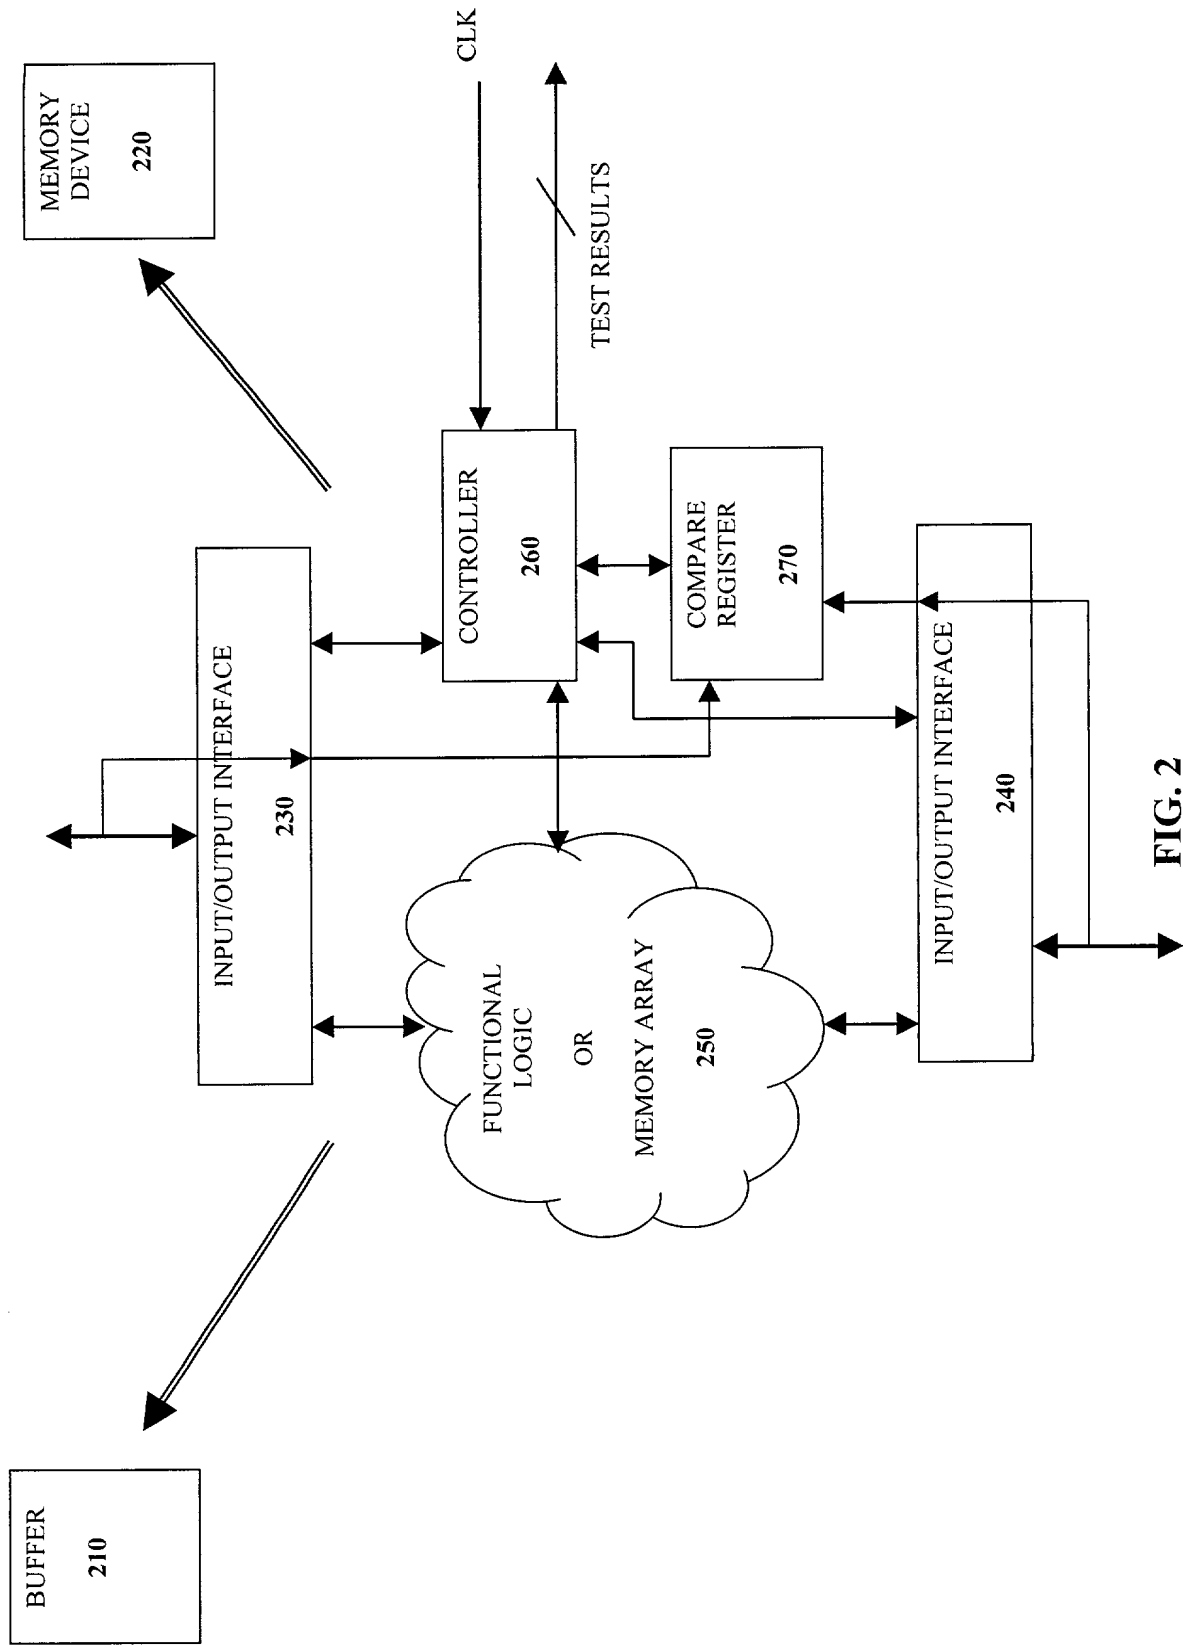 BUFFER
210
MEMORY
DEVICE
220
INPUT/OUTPUT INTERFACE
230
FUNCTIONAL
LOGIC
OR
MEMORY ARRAY
250
CONTROLLER
260
CLK
TEST RESULTS
COMPARE
REGISTER
270
INPUT/OUTPUT INTERFACE
240
FIG. 2